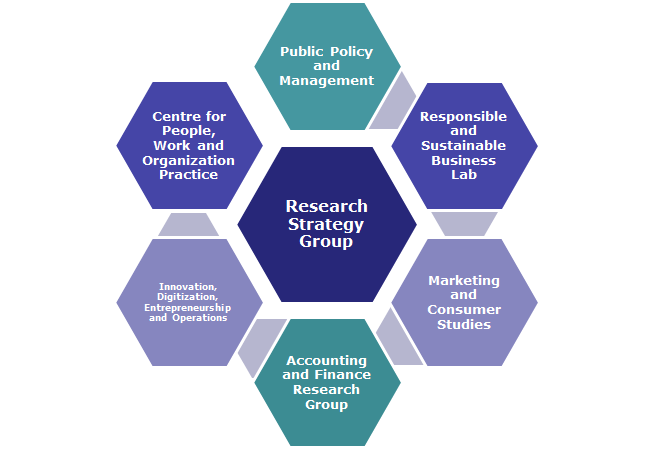 Public Policy
and
Management
Centre for
People,
Work and
Organization
Practice
Responsible
and
Sustainable
Business
Lab
Research
Strategy
Group
Innovation,
Digitization,
Entrepreneurship
and Operations
Marketing
and
Consumer
Studies
Accounting
and Finance
Research
Group